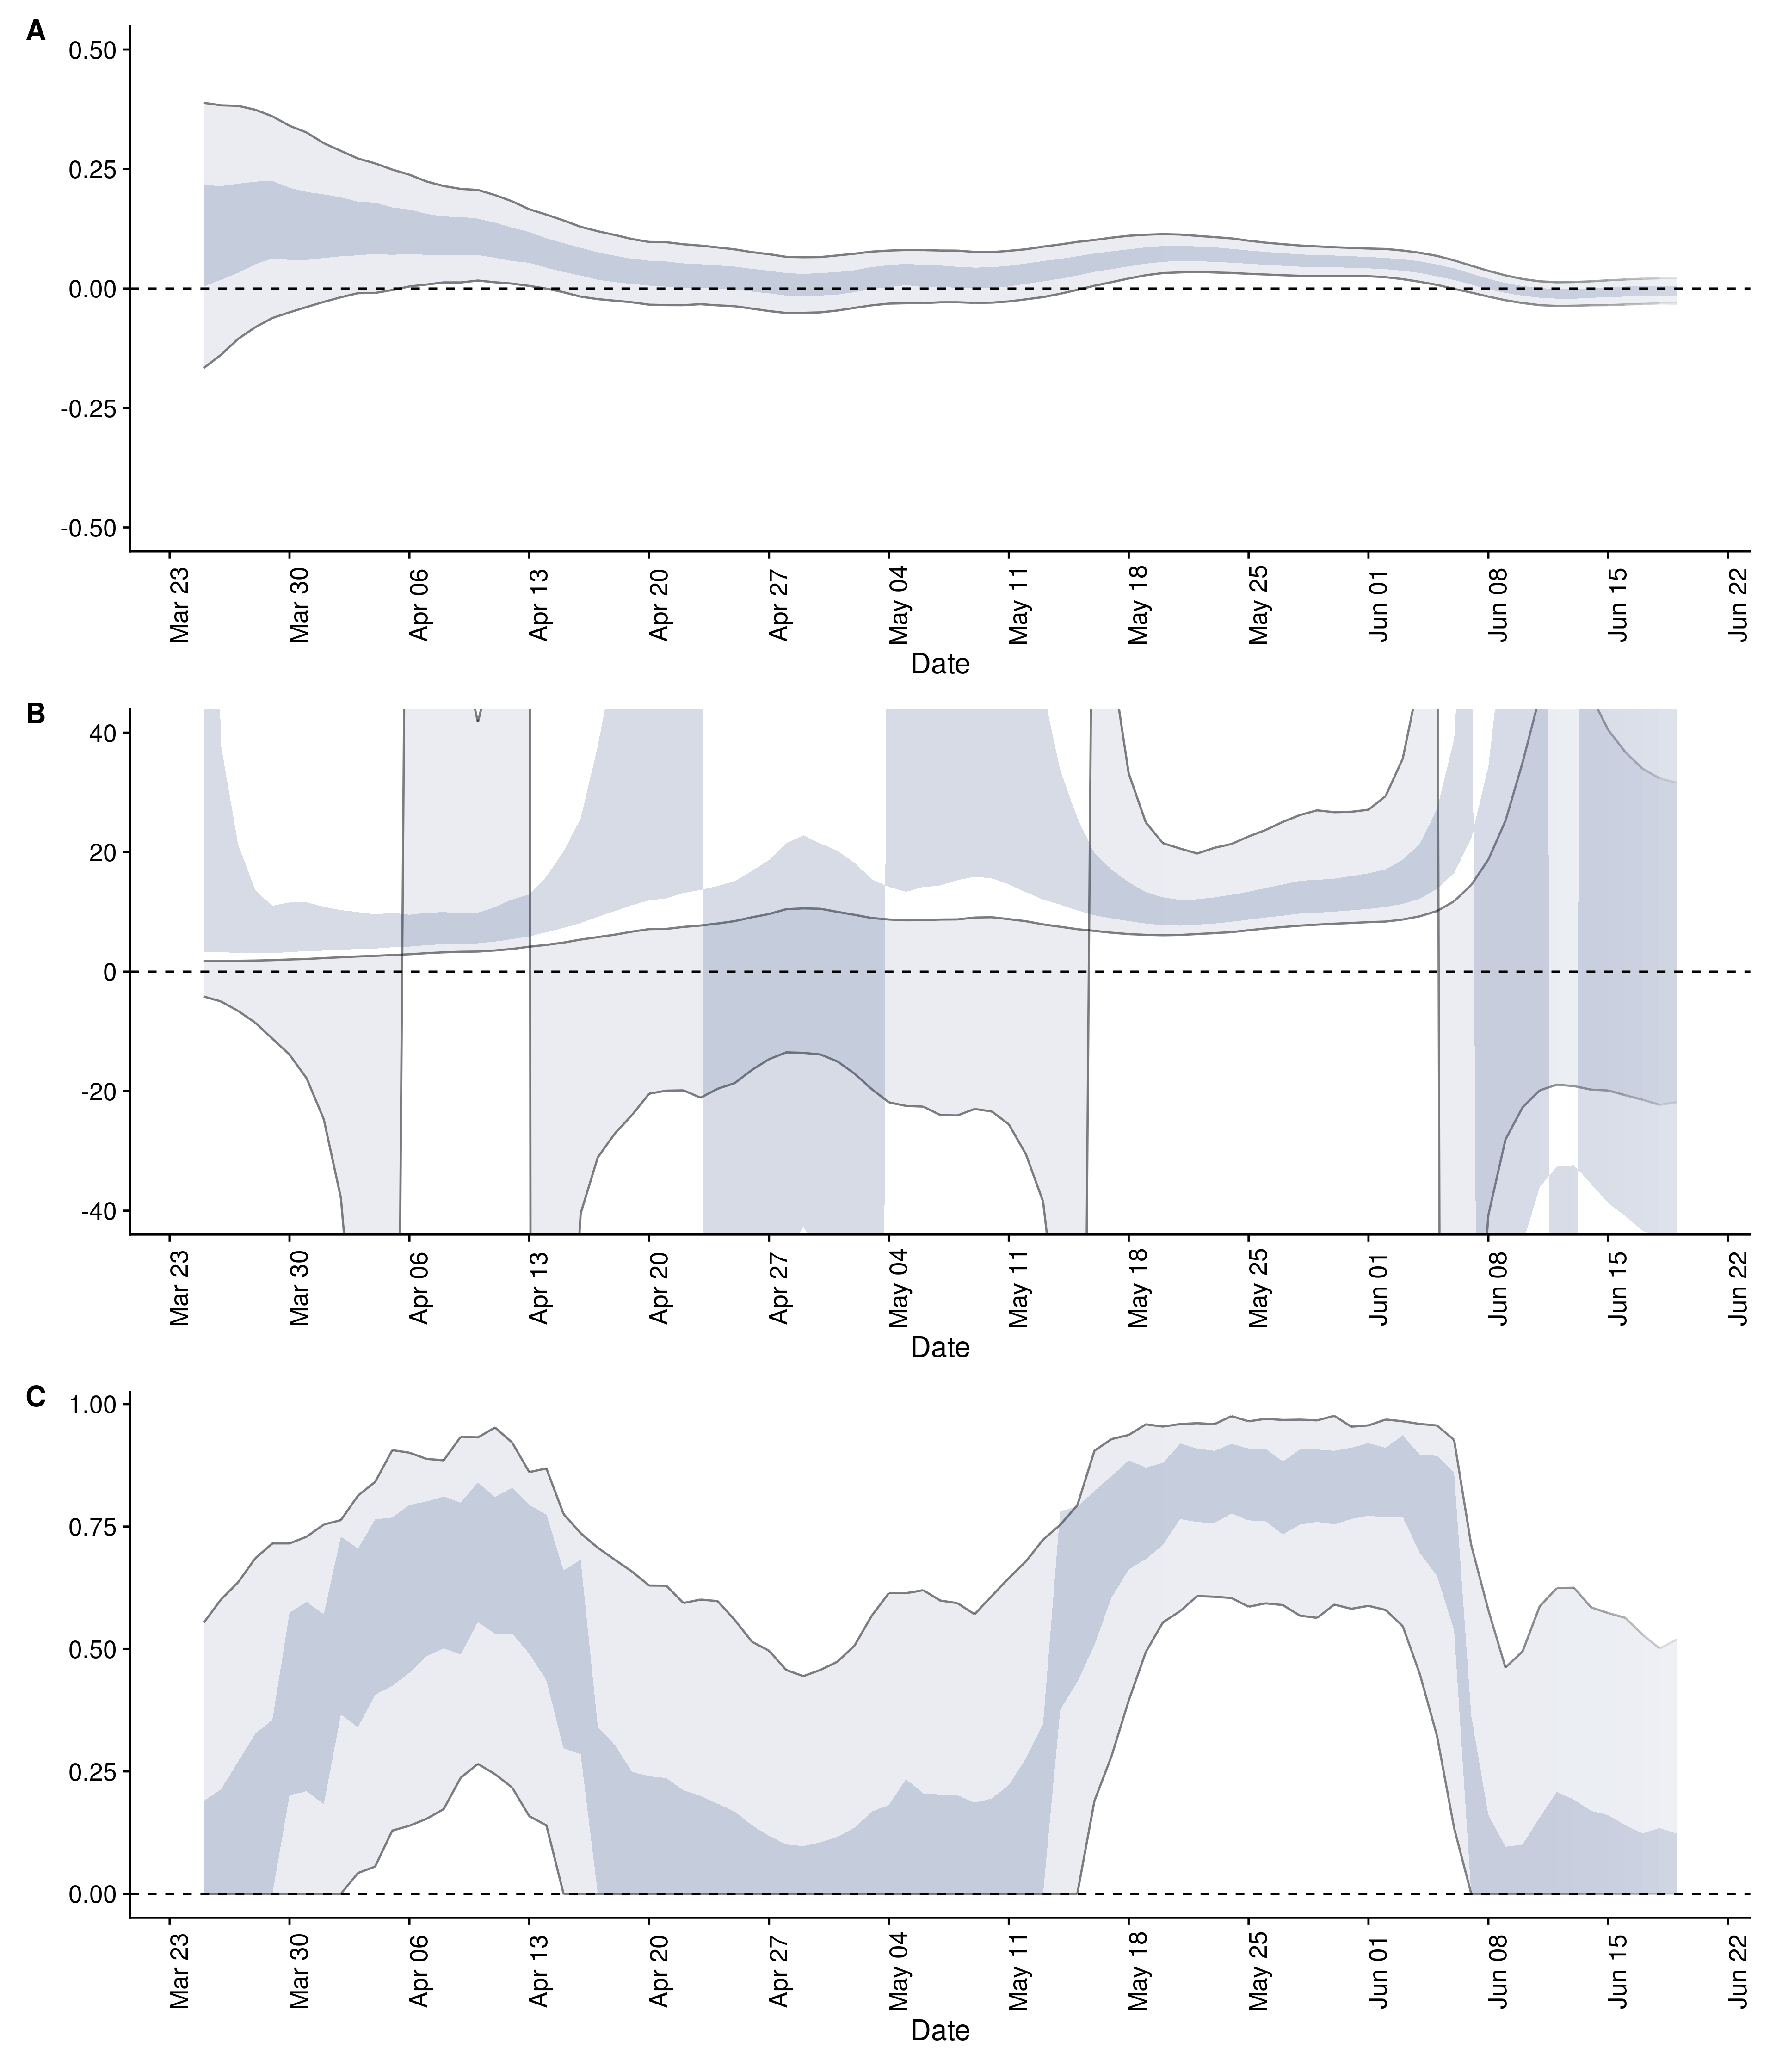 A
0.50
0.25
0.00
-0.25
-0.50
Mar 23
Mar 30
Apr 06
Apr 13
Apr 20
Apr 27
May 04
May 11
May 18
May 25
Jun 01
Jun 08
Jun 15
Jun 22
Date
B
40
20
0
-20
-40
Mar 23
Mar 30
Apr 06
Apr 13
Apr 20
Apr 27
May 04
May 11
May 18
May 25
Jun 01
Jun 08
Jun 15
Jun 22
Date
C
1.00
0.75
0.50
0.25
0.00
Mar 23
Mar 30
Apr 06
Apr 13
Apr 20
Apr 27
May 04
May 11
May 18
May 25
Jun 01
Jun 08
Jun 15
Jun 22
Date